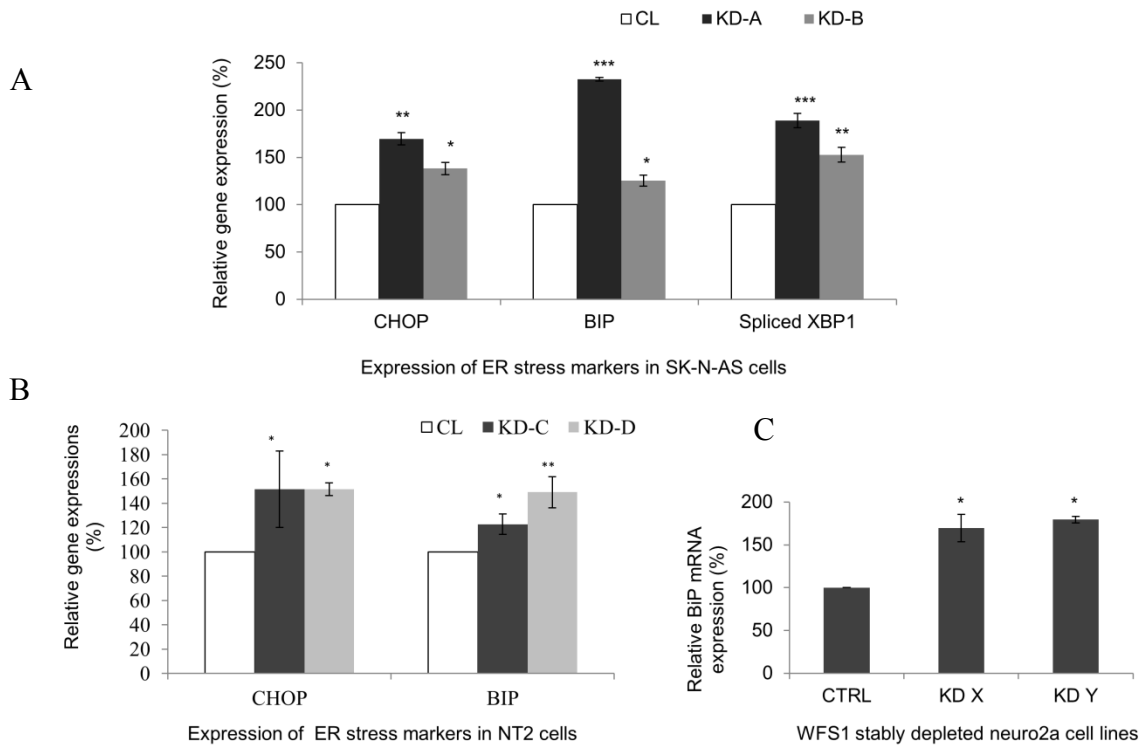 CL KD-A KD-B
A
Relative gene expression (%)
250
200
150
100
50
0
** * *** * *** **
CHOP BIP Spliced XBP1
Expression of ER stress markers in SK-N-AS cells
B
CL KD-C KD-D
Relative gene expressions
(%)
200
180
160
140
120
100
80
60
40
20
0
* * * **
CHOP BIP
Expression of ER stress markers in NT2 cells
C
Relative BiP mRNA
expression (%)
200
150
100
50
0
* *
CTRL KD X KD Y
WFS1 stably depleted neuro2a cell lines